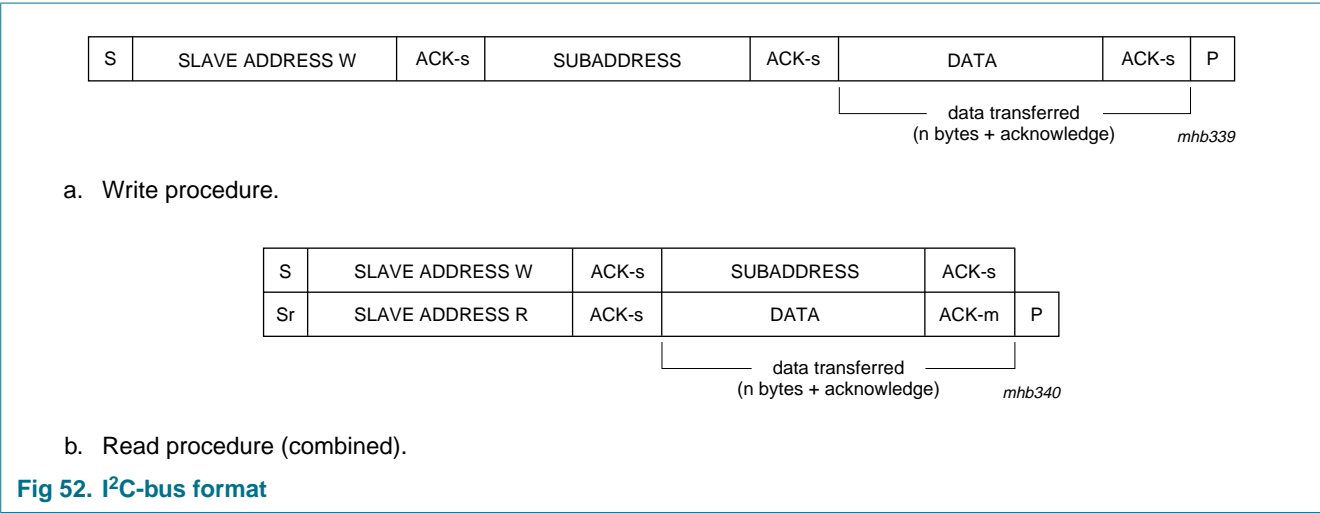 S SLAVE ADDRESS W ACK-s SUBADDRESS ACK-s DATA ACK-s P
data transferred
(n bytes + acknowledge)
mhb339
a. Write procedure.
S SLAVE ADDRESS W ACK-s SUBADDRESS ACK-s
Sr SLAVE ADDRESS R ACK-s DATA ACK-m P
data transferred
(n bytes + acknowledge)
mhb340
b. Read procedure (combined).
Fig 52. I²C-bus format